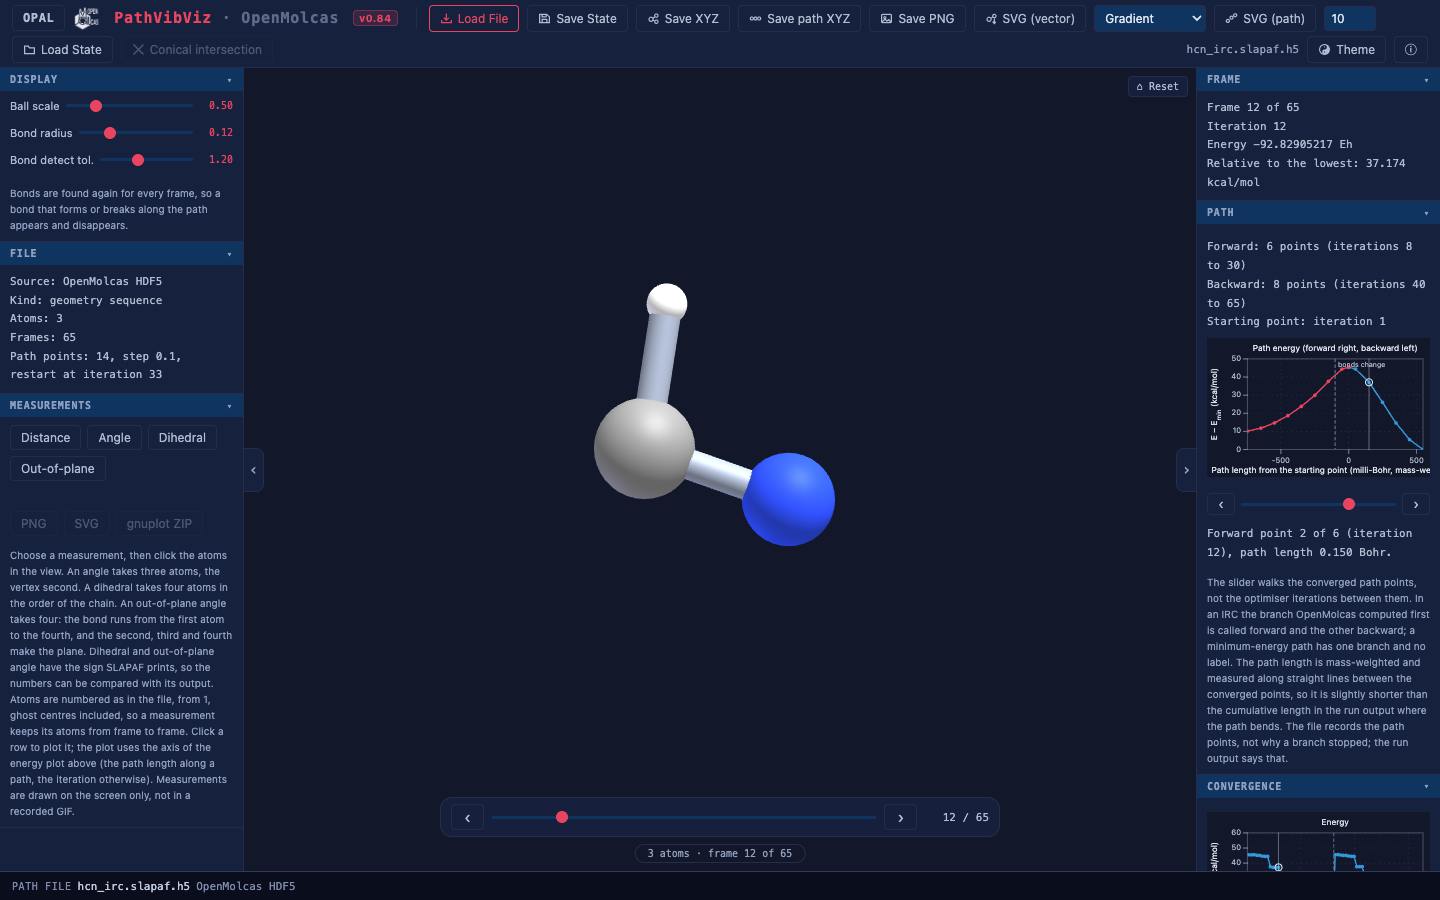 OPAL
PathVibViz · OpenMolcas v0.84
Load File
Save State
Save XYZ
Save path XYZ
Save PNG
SVG (vector)
Gradient
SVG (path)
10
Load State
Conical intersection
hcn_irc.slapaf.h5
Theme
DISPLAY
Ball scale 0.50
Bond radius 0.12
Bond detect tol. 1.20
Bonds are found again for every frame, so a
bond that forms or breaks along the path
appears and disappears.
FILE
Source: OpenMolcas HDF5
Kind: geometry sequence
Atoms: 3
Frames: 65
Path points: 14, step 0.1,
restart at iteration 33
MEASUREMENTS
Distance Angle Dihedral
Out-of-plane
PNG SVG gnuplot ZIP
Choose a measurement, then click the atoms
in the view. An angle takes three atoms, the
vertex second. A dihedral takes four atoms in
the order of the chain. An out-of-plane angle
takes four: the bond runs from the first atom
to the fourth, and the second, third and fourth
make the plane. Dihedral and out-of-plane
angle have the sign SLAPAF prints, so the
numbers can be compared with its output.
Atoms are numbered as in the file, from 1,
ghost centres included, so a measurement
keeps its atoms from frame to frame. Click a
row to plot it; the plot uses the axis of the
energy plot above (the path length along a
path, the iteration otherwise). Measurements
are drawn on the screen only, not in a
recorded GIF.
⌂ Reset
12 / 65
3 atoms · frame 12 of 65
FRAME
Frame 12 of 65
Iteration 12
Energy −92.82905217 Eh
Relative to the lowest: 37.174
kcal/mol
PATH
Forward: 6 points (iterations 8
to 30)
Backward: 8 points (iterations 40
to 65)
Starting point: iteration 1
Path energy (forward right, backward left)
bonds change
E − Emin (kcal/mol)
50
40
30
20
10
0
-500 0 500
Path length from the starting point (milli-Bohr, mass-we
Forward point 2 of 6 (iteration
12), path length 0.150 Bohr.
The slider walks the converged path points,
not the optimiser iterations between them. In
an IRC the branch OpenMolcas computed first
is called forward and the other backward; a
minimum-energy path has one branch and no
label. The path length is mass-weighted and
measured along straight lines between the
converged points, so it is slightly shorter than
the cumulative length in the run output where
the path bends. The file records the path
points, not why a branch stopped; the run
output says that.
CONVERGENCE
Energy
60
50
40
cal/mol)
PATH FILE hcn_irc.slapaf.h5 OpenMolcas HDF5